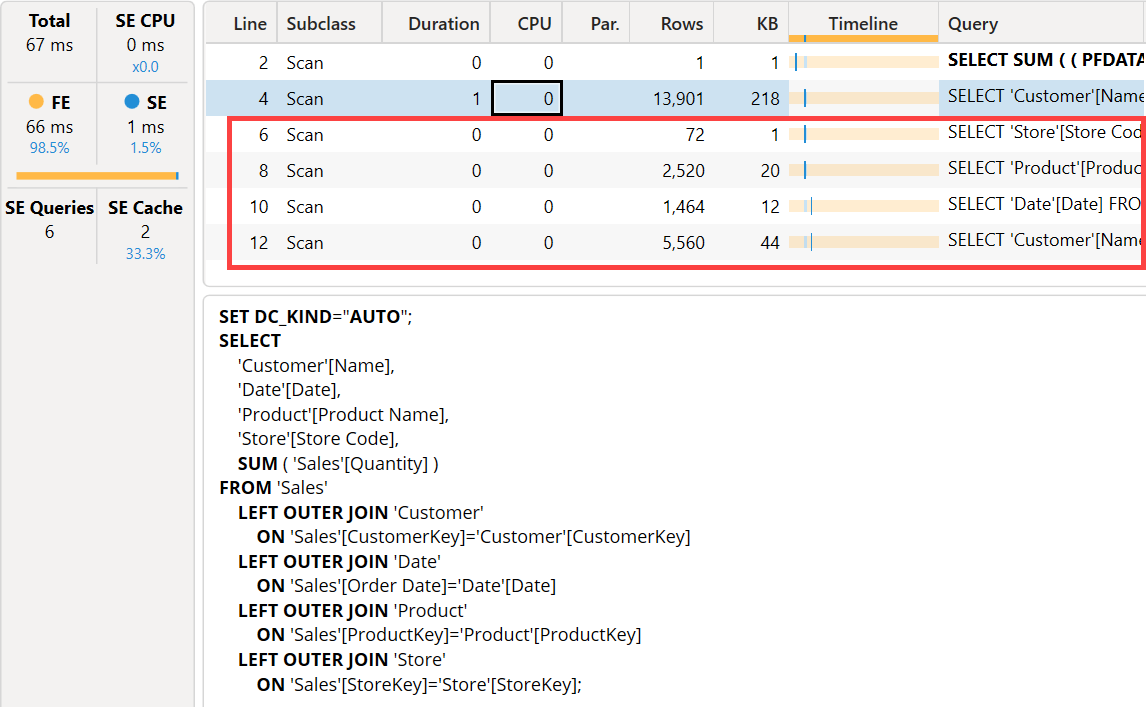 Total SE CPU
67 ms 0 ms
x0.0
FE SE
66 ms 1 ms
98.5% 1.5%
SE Queries SE Cache
6 2
33.3%
Line Subclass Duration CPU Par. Rows KB Timeline Query
2 Scan 0 0 1 1 SELECT SUM ( ( PFDATA
4 Scan 1 0 13,901 218 SELECT 'Customer'[Name
6 Scan 0 0 72 1 SELECT 'Store'[Store Cod
8 Scan 0 0 2,520 20 SELECT 'Product'[Produc
10 Scan 0 0 1,464 12 SELECT 'Date'[Date] FRO
12 Scan 0 0 5,560 44 SELECT 'Customer'[Name
SET DC_KIND="AUTO";
SELECT
'Customer'[Name],
'Date'[Date],
'Product'[Product Name],
'Store'[Store Code],
SUM ( 'Sales'[Quantity] )
FROM 'Sales'
LEFT OUTER JOIN 'Customer'
ON 'Sales'[CustomerKey]='Customer'[CustomerKey]
LEFT OUTER JOIN 'Date'
ON 'Sales'[Order Date]='Date'[Date]
LEFT OUTER JOIN 'Product'
ON 'Sales'[ProductKey]='Product'[ProductKey]
LEFT OUTER JOIN 'Store'
ON 'Sales'[StoreKey]='Store'[StoreKey];